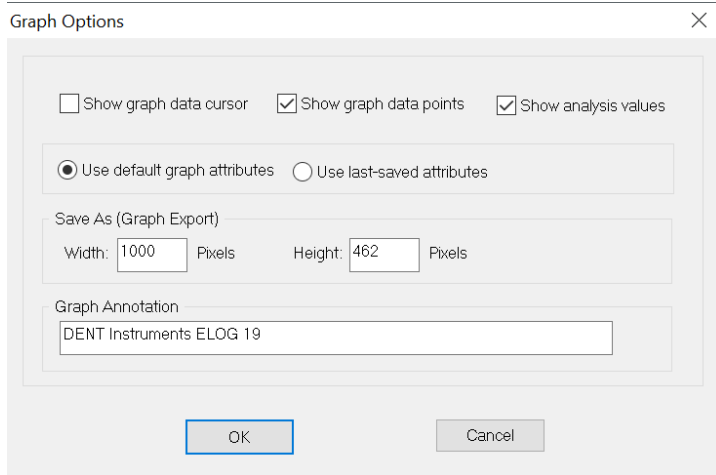 Graph Options
Show graph data cursor Show graph data points Show analysis values
Use default graph attributes Use last-saved attributes
Save As (Graph Export)
Width: 1000 Pixels Height: 462 Pixels
Graph Annotation
DENT Instruments ELOG 19
OK Cancel